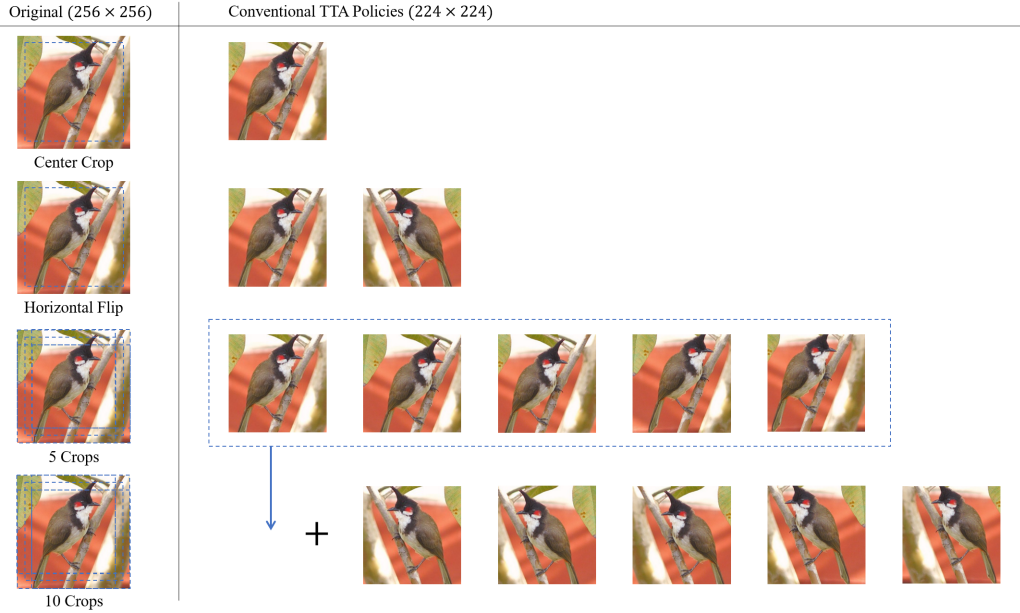 Original (256 × 256)
Conventional TTA Policies (224 × 224)
Center Crop
Horizontal Flip
5 Crops
+
10 Crops